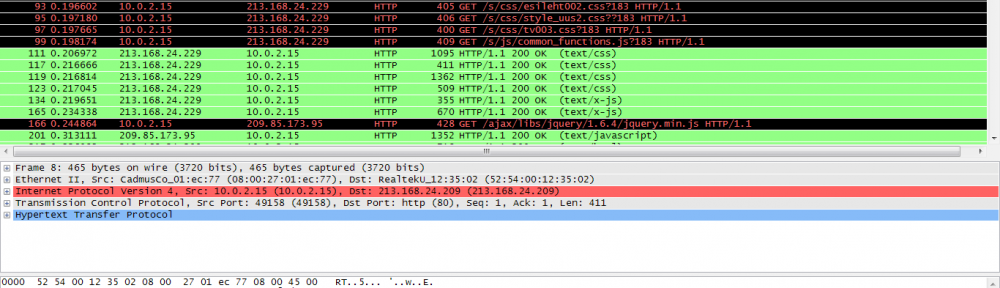 93 0.196602 10.0.2.15 213.168.24.229 HTTP 405 GET /s/css/esileht002.css?183 HTTP/1.1
95 0.197180 10.0.2.15 213.168.24.229 HTTP 406 GET /s/css/style_uus2.css??183 HTTP/1.1
97 0.197665 10.0.2.15 213.168.24.229 HTTP 400 GET /s/css/tv003.css?183 HTTP/1.1
99 0.198174 10.0.2.15 213.168.24.229 HTTP 409 GET /s/js/common_functions.js?183 HTTP/1.1
111 0.206972 213.168.24.229 10.0.2.15 HTTP 1095 HTTP/1.1 200 OK (text/css)
117 0.216666 213.168.24.229 10.0.2.15 HTTP 411 HTTP/1.1 200 OK (text/css)
119 0.216814 213.168.24.229 10.0.2.15 HTTP 1362 HTTP/1.1 200 OK (text/css)
123 0.217045 213.168.24.229 10.0.2.15 HTTP 509 HTTP/1.1 200 OK (text/css)
134 0.219651 213.168.24.229 10.0.2.15 HTTP 355 HTTP/1.1 200 OK (text/x-js)
165 0.234338 213.168.24.229 10.0.2.15 HTTP 670 HTTP/1.1 200 OK (text/x-js)
166 0.244864 10.0.2.15 209.85.173.95 HTTP 428 GET /ajax/libs/jquery/1.6.4/jquery.min.js HTTP/1.1
201 0.313111 209.85.173.95 10.0.2.15 HTTP 1352 HTTP/1.1 200 OK (text/javascript)
Frame 8: 465 bytes on wire (3720 bits), 465 bytes captured (3720 bits)
Ethernet II, Src: CadmusCo_01:ec:77 (08:00:27:01:ec:77), Dst: RealtekU_12:35:02 (52:54:00:12:35:02)
Internet Protocol Version 4, Src: 10.0.2.15 (10.0.2.15), Dst: 213.168.24.209 (213.168.24.209)
Transmission Control Protocol, Src Port: 49158 (49158), Dst Port: http (80), Seq: 1, Ack: 1, Len: 411
Hypertext Transfer Protocol
0000 52 54 00 12 35 02 08 00 27 01 ec 77 08 00 45 00 RT..5... '..w..E.